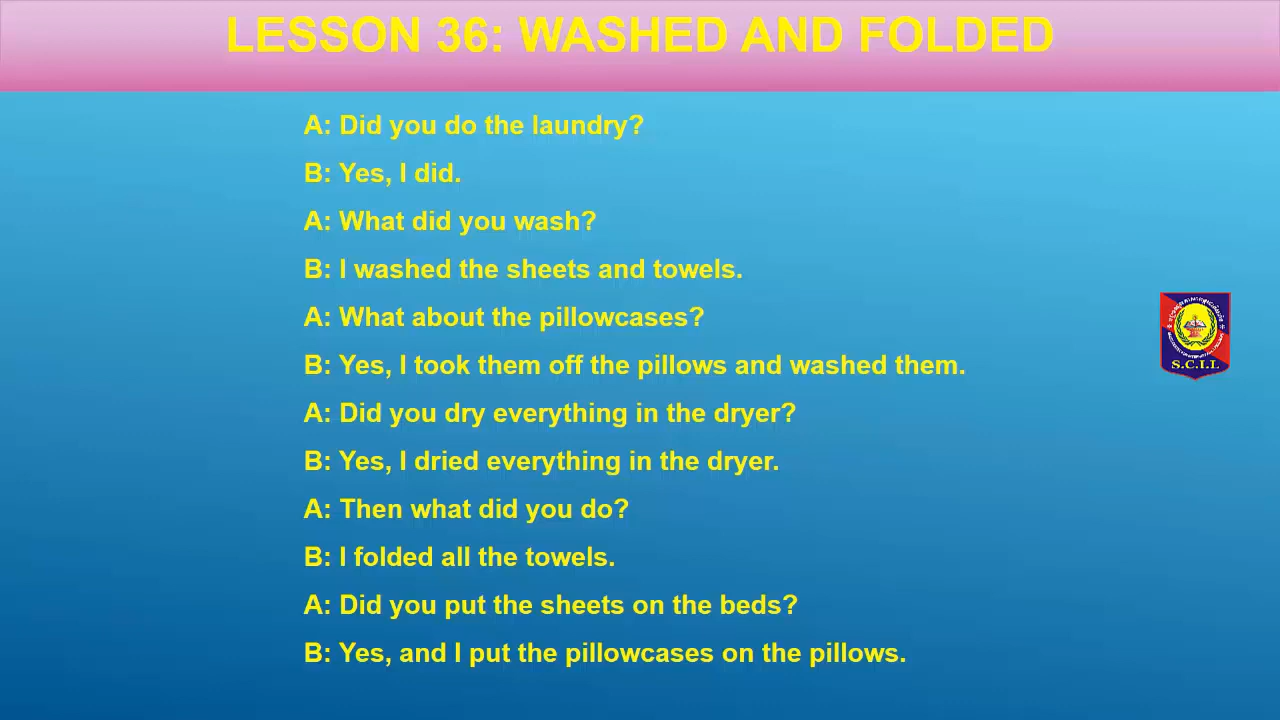 LESSON 36: WASHED AND FOLDED
A: Did you do the laundry?
B: Yes, I did.
A: What did you wash?
B: I washed the sheets and towels.
A: What about the pillowcases?
B: Yes, I took them off the pillows and washed them.
A: Did you dry everything in the dryer?
B: Yes, I dried everything in the dryer.
A: Then what did you do?
B: I folded all the towels.
A: Did you put the sheets on the beds?
B: Yes, and I put the pillowcases on the pillows.
S.C.I.L